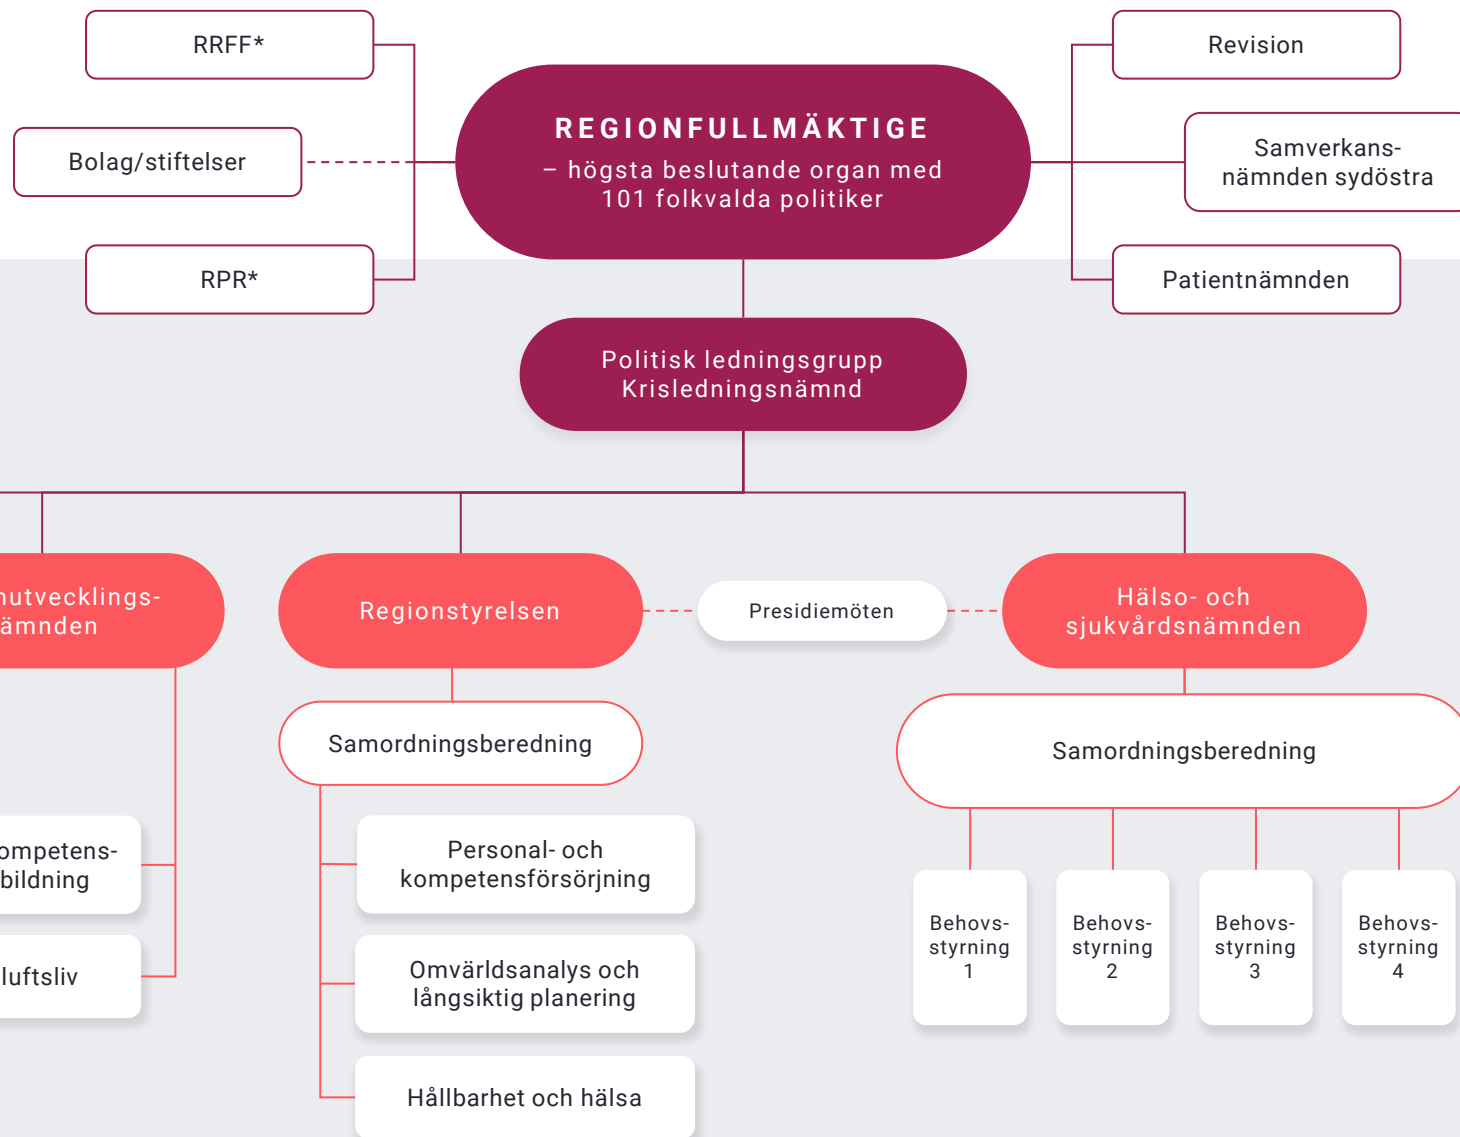 RRFF*
Bolag/stiftelser
RPR*
REGIONFULLMÄKTIGE
– högsta beslutande organ med
101 folkvalda politiker
Revision
Samverkans-
nämnden sydöstra
Patientnämnden
Politisk ledningsgrupp
Krisledningsnämnd
utvecklings-
ämnden
Regionstyrelsen
Presidiemöten
Hälso- och
sjukvårdsnämnden
Samordningsberedning
Samordningsberedning
ompetens-
bildning
luftsliv
Personal- och
kompetensförsörjning
Omvärldsanalys och
långsiktig planering
Hållbarhet och hälsa
Behovs-
styrning
1
Behovs-
styrning
2
Behovs-
styrning
3
Behovs-
styrning
4